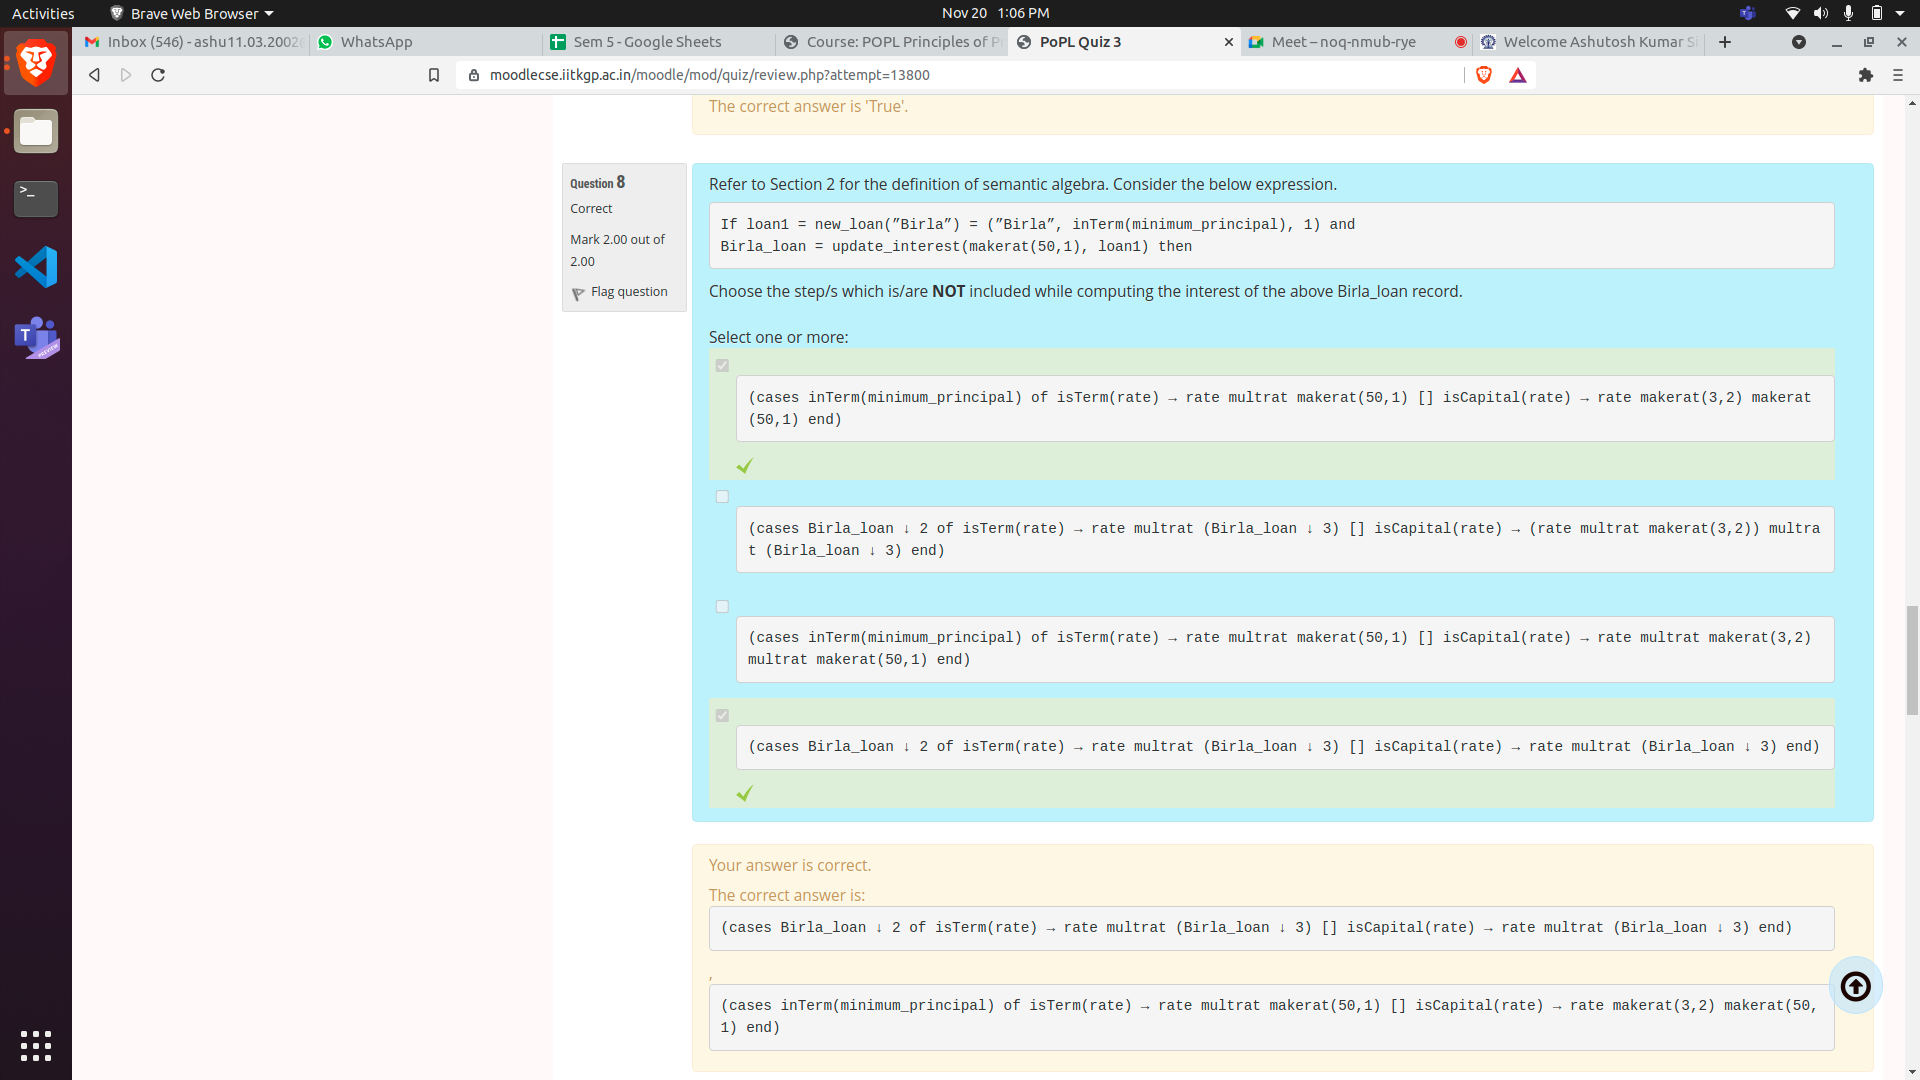 Activities
Brave Web Browser
Nov 20 1:06 PM
Inbox (546) - ashu11.03.2002
WhatsApp
Sem 5 - Google Sheets
Course: POPL Principles of P
PoPL Quiz 3
Meet – noq-nmub-rye
Welcome Ashutosh Kumar Si
moodlecse.iitkgp.ac.in/moodle/mod/quiz/review.php?attempt=13800
The correct answer is 'True'.
Question 8
Correct
Mark 2.00 out of
2.00
Flag question
Refer to Section 2 for the definition of semantic algebra. Consider the below expression.
If loan1 = new_loan(”Birla”) = (”Birla”, inTerm(minimum_principal), 1) and
Birla_loan = update_interest(makerat(50,1), loan1) then
Choose the step/s which is/are NOT included while computing the interest of the above Birla_loan record.
Select one or more:
(cases inTerm(minimum_principal) of isTerm(rate) → rate multrat makerat(50,1) [] isCapital(rate) → rate makerat(3,2) makerat
(50,1) end)
(cases Birla_loan ↓ 2 of isTerm(rate) → rate multrat (Birla_loan ↓ 3) [] isCapital(rate) → (rate multrat makerat(3,2)) multra
t (Birla_loan ↓ 3) end)
(cases inTerm(minimum_principal) of isTerm(rate) → rate multrat makerat(50,1) [] isCapital(rate) → rate multrat makerat(3,2)
multrat makerat(50,1) end)
(cases Birla_loan ↓ 2 of isTerm(rate) → rate multrat (Birla_loan ↓ 3) [] isCapital(rate) → rate multrat (Birla_loan ↓ 3) end)
Your answer is correct.
The correct answer is:
(cases Birla_loan ↓ 2 of isTerm(rate) → rate multrat (Birla_loan ↓ 3) [] isCapital(rate) → rate multrat (Birla_loan ↓ 3) end)
,
(cases inTerm(minimum_principal) of isTerm(rate) → rate multrat makerat(50,1) [] isCapital(rate) → rate makerat(3,2) makerat(50,
1) end)